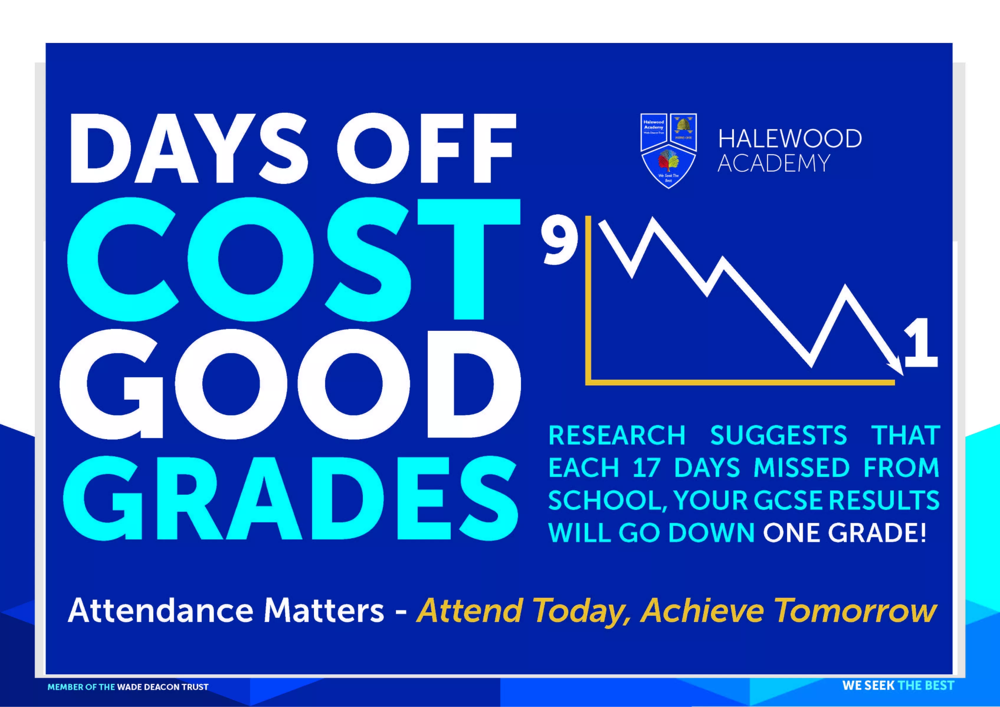 DAYS OFF
COST
GOOD
GRADES
Halewood
Academy
Wade Deacon Trust
We Seek The
Best
HALEWOOD
ACADEMY
9
1
RESEARCH SUGGESTS THAT
EACH 17 DAYS MISSED FROM
SCHOOL, YOUR GCSE RESULTS
WILL GO DOWN ONE GRADE!
Attendance Matters - Attend Today, Achieve Tomorrow
MEMBER OF THE WADE DEACON TRUST
WE SEEK THE BEST